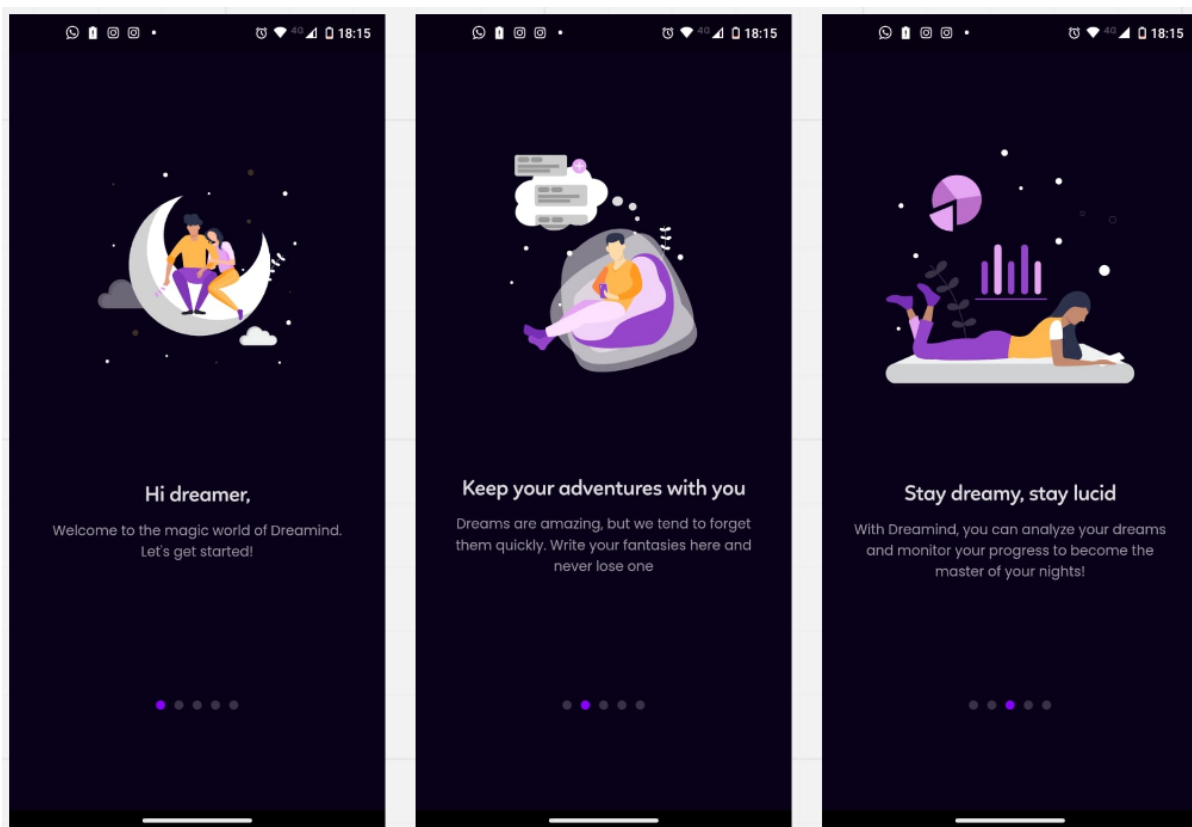 4G 18:15
Hi dreamer,
Welcome to the magic world of Dreamind.
Let's get started!
4G 18:15
Keep your adventures with you
Dreams are amazing, but we tend to forget
them quickly. Write your fantasies here and
never lose one
4G 18:15
Stay dreamy, stay lucid
With Dreamind, you can analyze your dreams
and monitor your progress to become the
master of your nights!